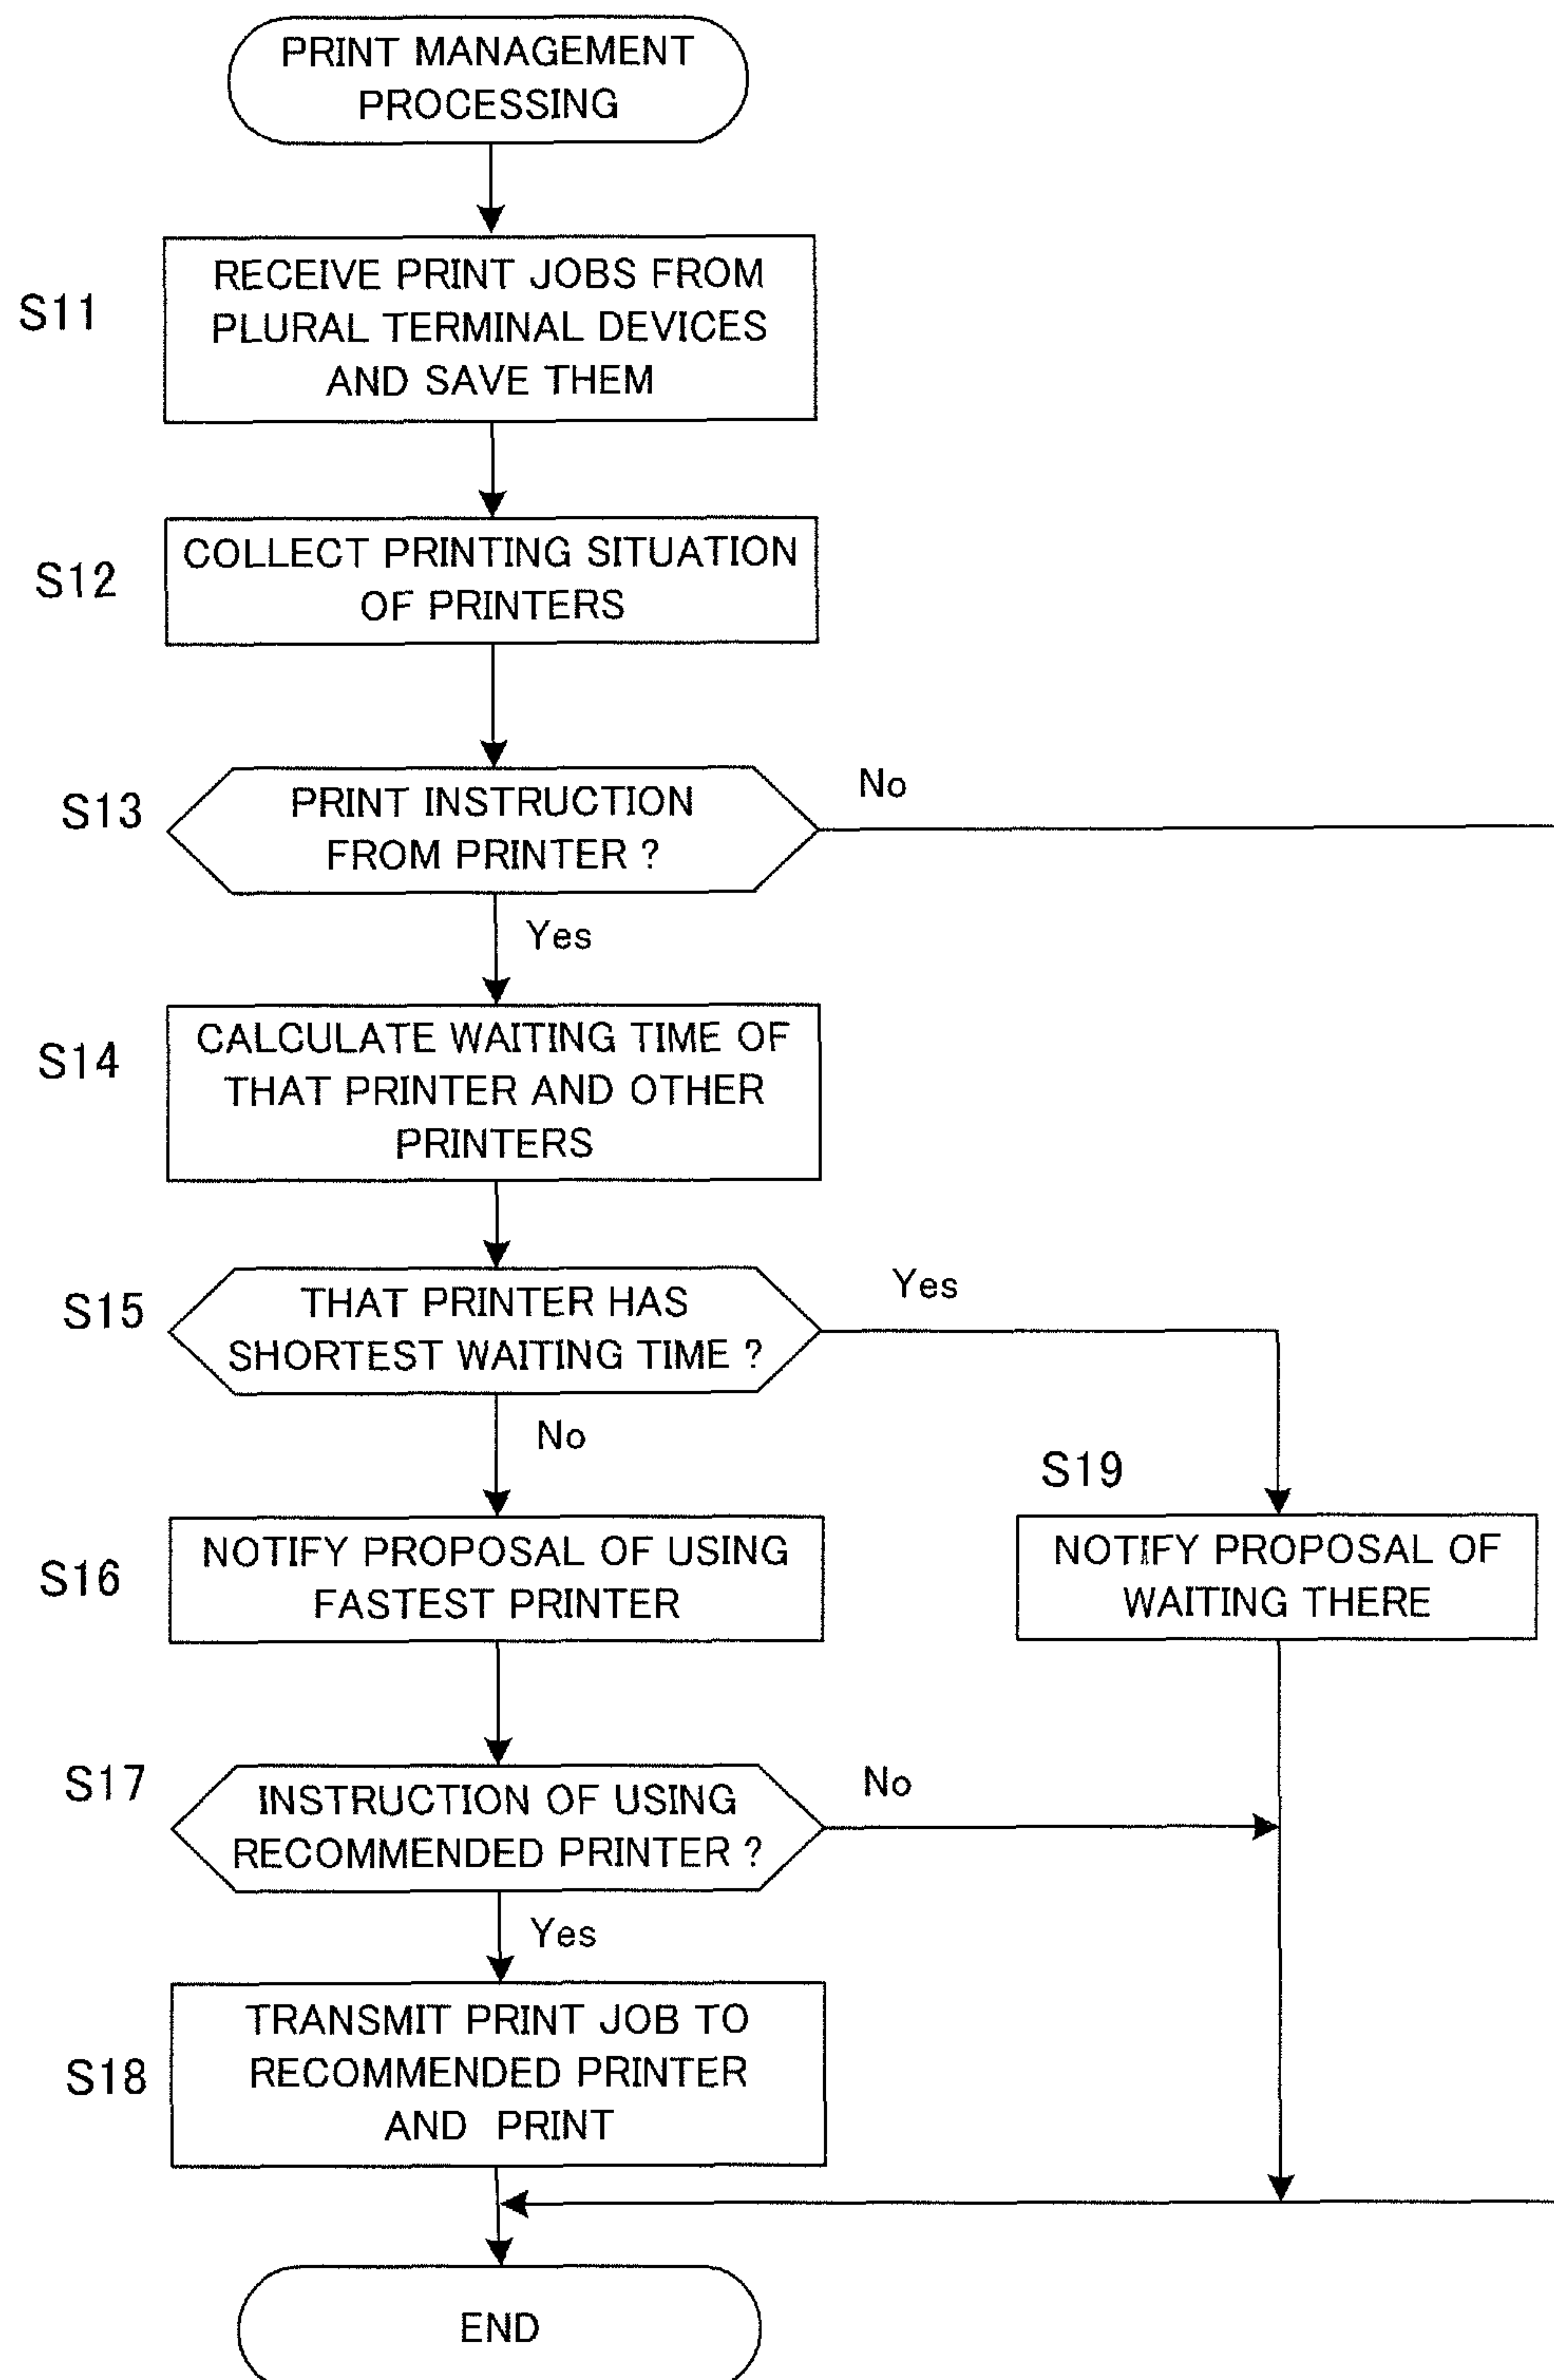 PRINT MANAGEMENT
PROCESSING
S11
RECEIVE PRINT JOBS FROM
PLURAL TERMINAL DEVICES
AND SAVE THEM
S12
COLLECT PRINTING SITUATION
OF PRINTERS
S13
PRINT INSTRUCTION
FROM PRINTER ?
No
Yes
S14
CALCULATE WAITING TIME OF
THAT PRINTER AND OTHER
PRINTERS
S15
THAT PRINTER HAS
SHORTEST WAITING TIME ?
Yes
No
S16
NOTIFY PROPOSAL OF USING
FASTEST PRINTER
S19
NOTIFY PROPOSAL OF
WAITING THERE
S17
INSTRUCTION OF USING
RECOMMENDED PRINTER ?
No
Yes
S18
TRANSMIT PRINT JOB TO
RECOMMENDED PRINTER
AND PRINT
END